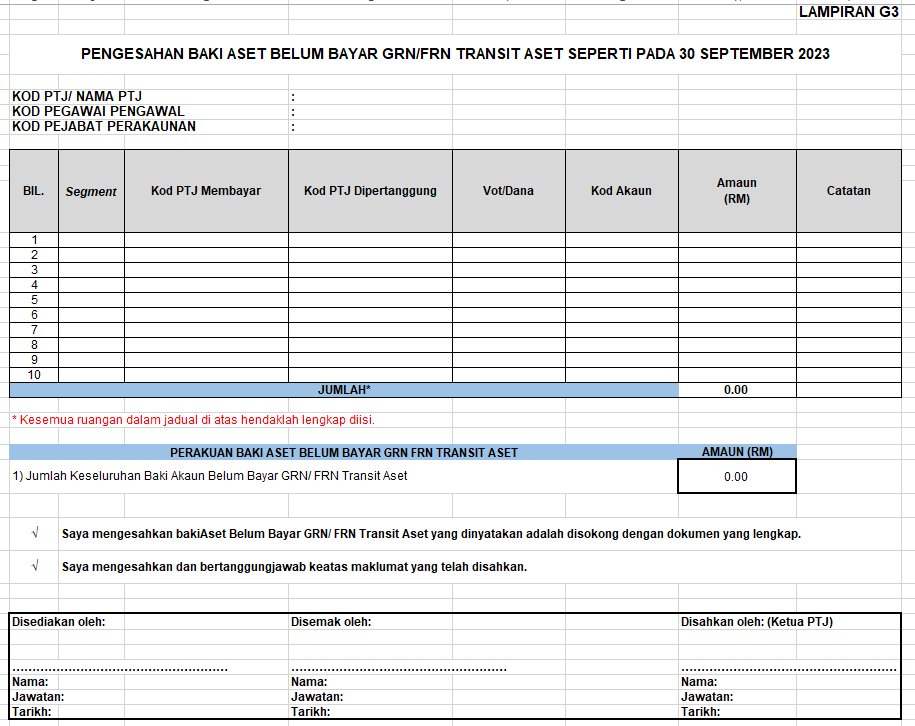 LAMPIRAN G3
PENGESAHAN BAKI ASET BELUM BAYAR GRN/FRN TRANSIT ASET SEPERTI PADA 30 SEPTEMBER 2023
KOD PTJ/ NAMA PTJ :
KOD PEGAWAI PENGAWAL :
KOD PEJABAT PERAKAUNAN :
BIL. Segment Kod PTJ Membayar Kod PTJ Dipertanggung Vot/Dana Kod Akaun Amaun (RM) Catatan
1
2
3
4
5
6
7
8
9
10
JUMLAH* 0.00
* Kesemua ruangan dalam jadual di atas hendaklah lengkap diisi.
PERAKUAN BAKI ASET BELUM BAYAR GRN FRN TRANSIT ASET AMAUN (RM)
1) Jumlah Keseluruhan Baki Akaun Belum Bayar GRN/ FRN Transit Aset 0.00
√ Saya mengesahkan bakiAset Belum Bayar GRN/ FRN Transit Aset yang dinyatakan adalah disokong dengan dokumen yang lengkap.
√ Saya mengesahkan dan bertanggungjawab keatas maklumat yang telah disahkan.
Disediakan oleh: Disemak oleh: Disahkan oleh: (Ketua PTJ)
Nama: Nama: Nama:
Jawatan: Jawatan: Jawatan:
Tarikh: Tarikh: Tarikh: